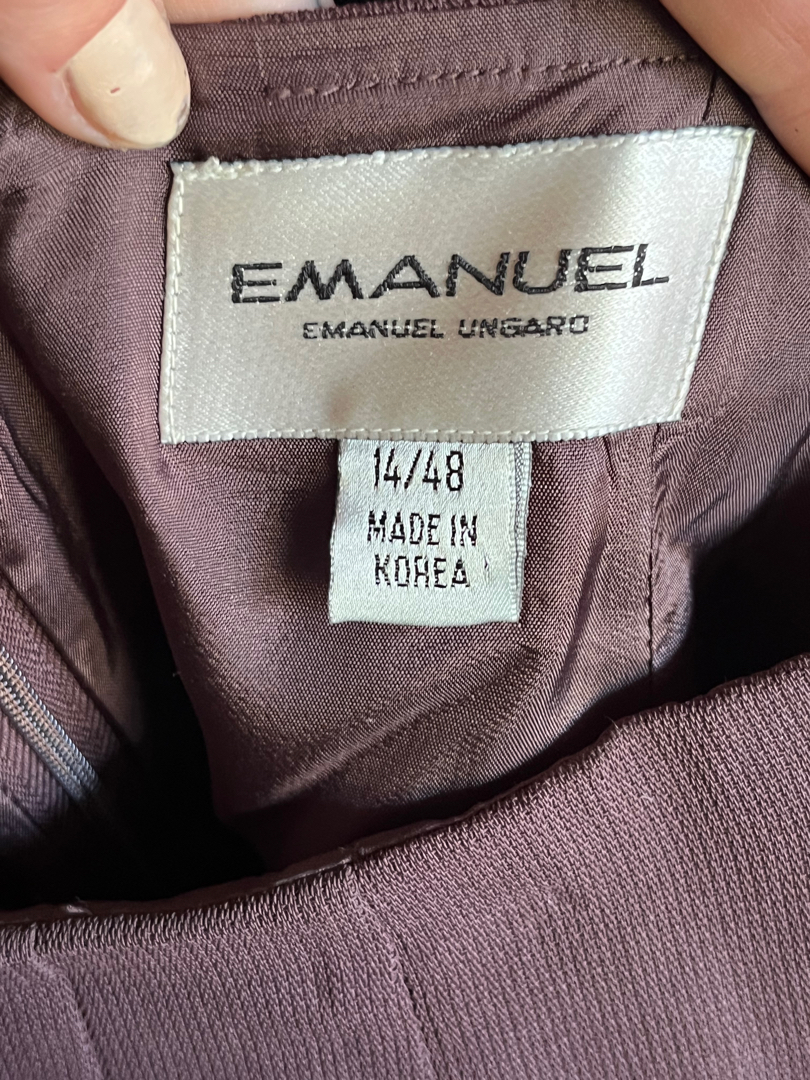 EMANUEL
EMANUEL UNGARO
14/48
MADE IN
KOREA